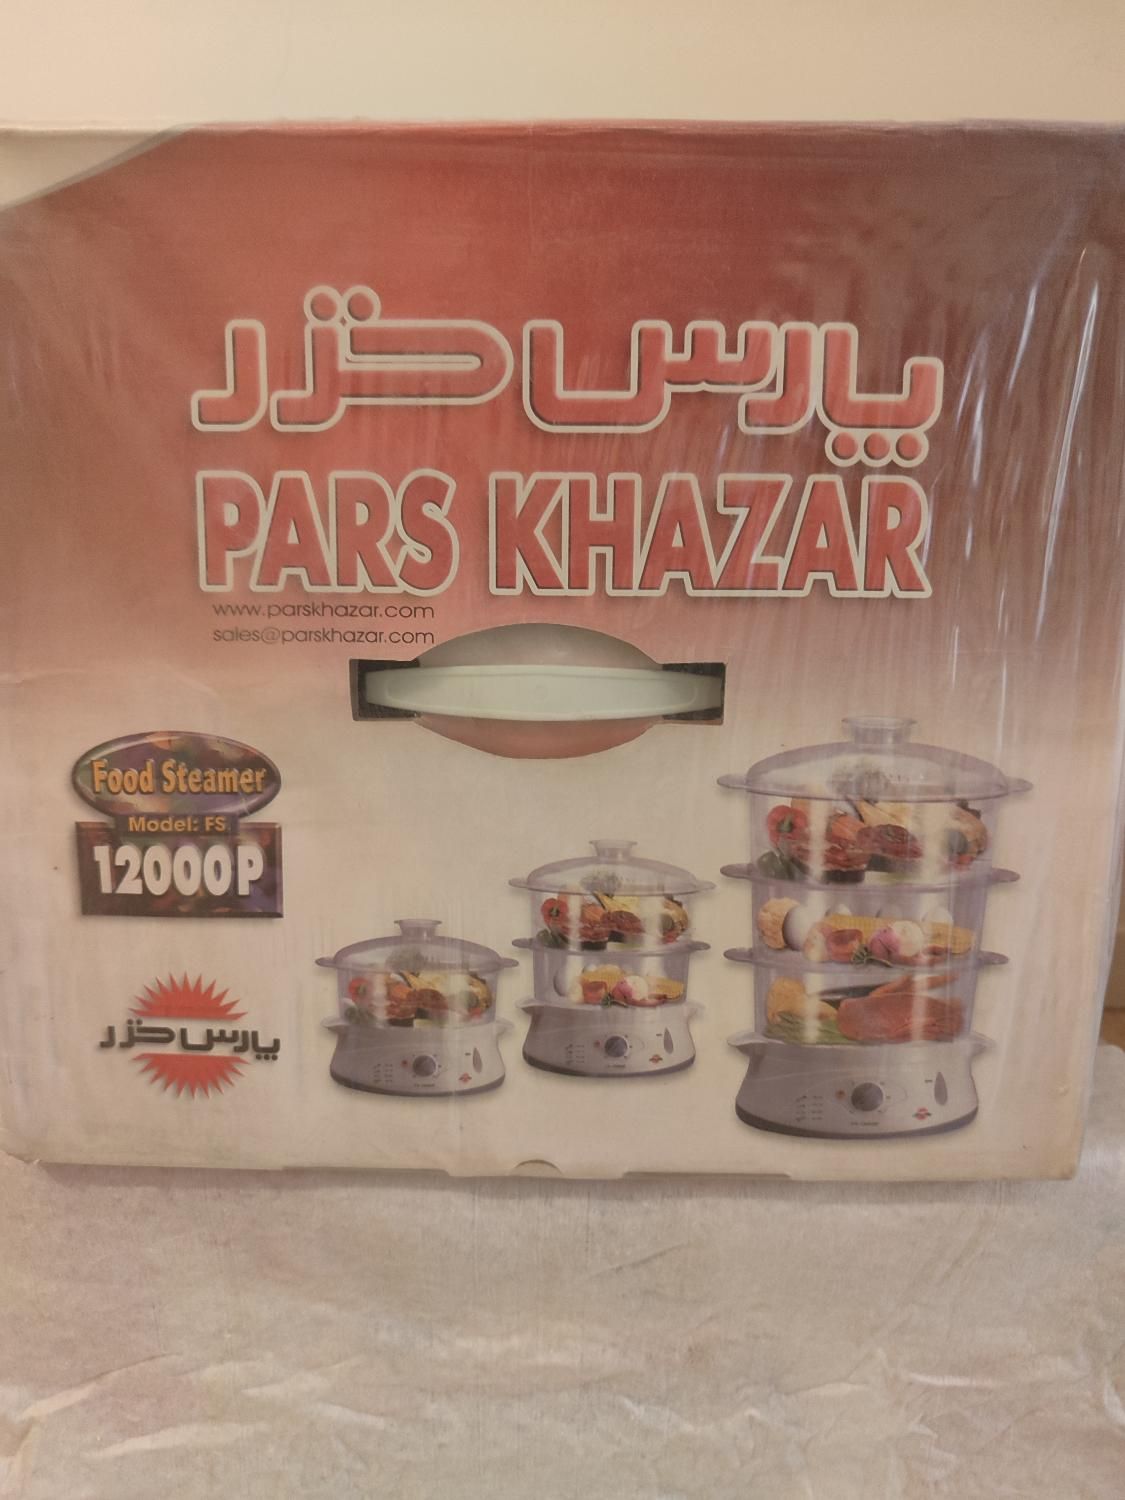 پارس خزر
PARS KHAZAR
www.parskhazar.com
sales@parskhazar.com
Food Steamer
Model: FS
12000P
پارس خزر